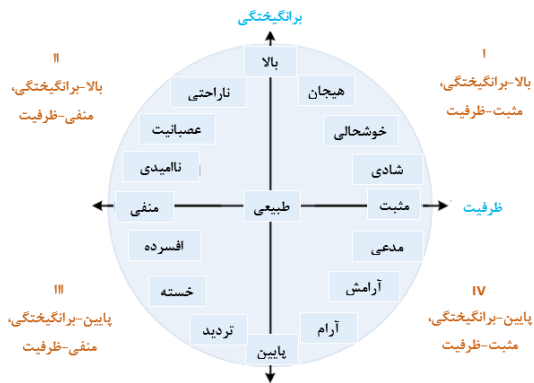 برانگیختگی
I
بالا-برانگیختگی،
مثبت-ظرفیت
II
بالا-برانگیختگی،
منفی-ظرفیت
بالا
هیجان
ناراحتی
خوشحالی
عصبانیت
شادی
ناامیدی
ظرفیت
مثبت
طبیعی
منفی
مدعی
افسرده
آرامش
خسته
آرام
تردید
پایین
IV
پایین-برانگیختگی،
مثبت-ظرفیت
III
پایین-برانگیختگی،
منفی-ظرفیت